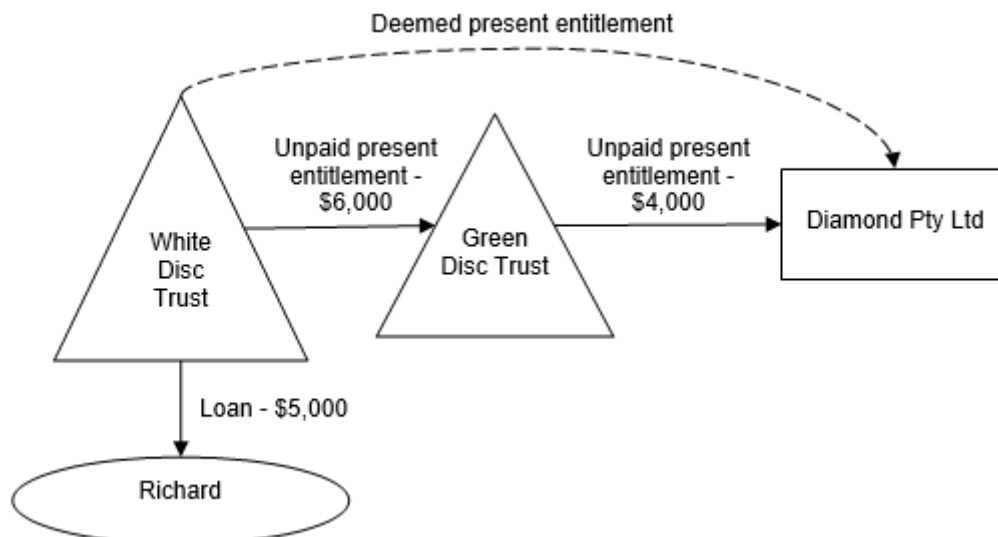 Deemed present entitlement
Unpaid present
entitlement -
$6,000
Unpaid present
entitlement -
$4,000
White
Disc
Trust
Green
Disc Trust
Diamond Pty Ltd
Loan - $5,000
Richard